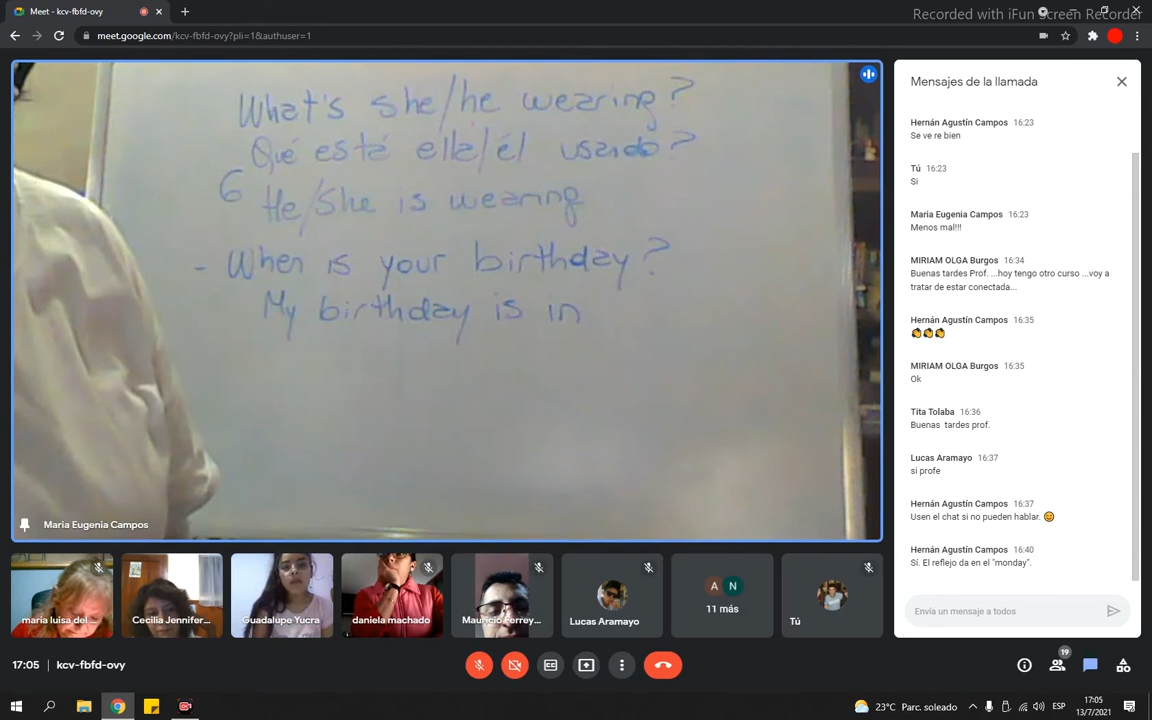 Meet - kcv-fbfd-ovy
Recorded with iFun Screen Recorder
meet.google.com/kcv-fbfd-ovy?pli=1&authuser=1
What's she/he wearing?
Qué está ella/él usando?
6 He/She is wearing
- When is your birthday?
My birthday is in
Maria Eugenia Campos
maria luisa del ...
Cecilia Jennifer...
Guadalupe Yucra
daniela machado
Mauricio Ferrey...
Lucas Aramayo
A N
11 más
Tú
Mensajes de la llamada
Hernán Agustín Campos 16:23
Se ve re bien
Tú 16:23
Si
Maria Eugenia Campos 16:23
Menos mal!!!
MIRIAM OLGA Burgos 16:34
Buenas tardes Prof. ...hoy tengo otro curso ...voy a
tratar de estar conectada...
Hernán Agustín Campos 16:35
👏👏👏
MIRIAM OLGA Burgos 16:35
Ok
Tita Tolaba 16:36
Buenas tardes prof.
Lucas Aramayo 16:37
si profe
Hernán Agustín Campos 16:37
Usen el chat si no pueden hablar. 😊
Hernán Agustín Campos 16:40
Sí. El reflejo da en el "monday".
Envía un mensaje a todos
17:05 kcv-fbfd-ovy
19
23°C Parc. soleado
ESP
17:05
13/7/2021